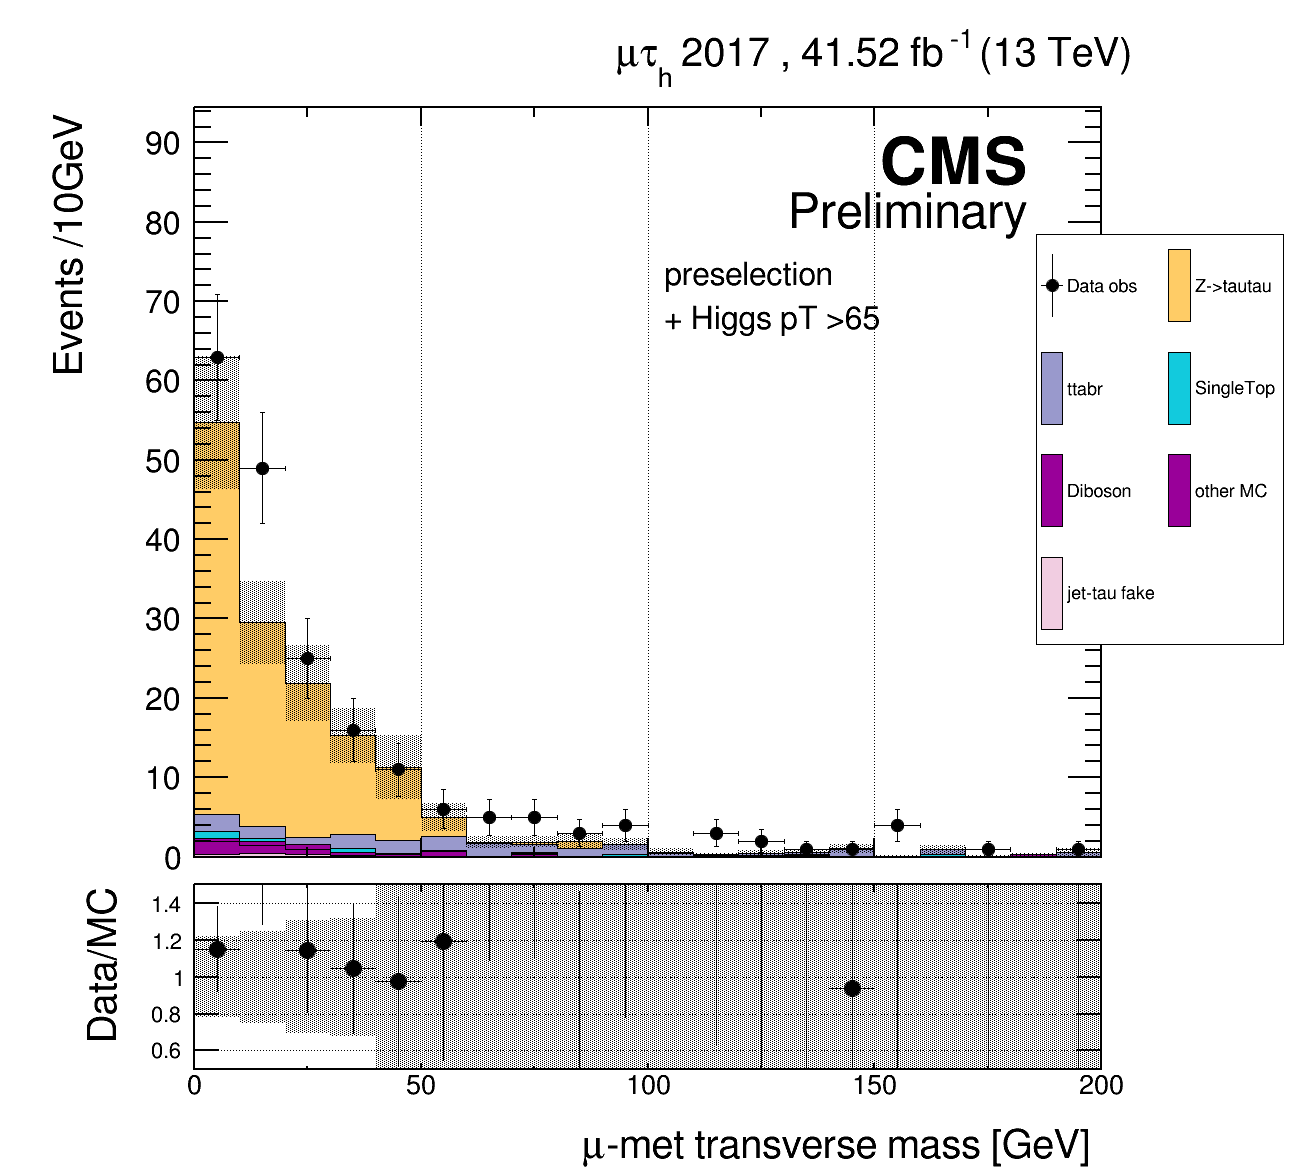 μτh 2017 , 41.52 fb-1 (13 TeV)
Events /10GeV
90
80
70
60
50
40
30
20
10
0
CMS
Preliminary
preselection
+ Higgs pT >65
Data obs
Z->tautau
ttabr
SingleTop
Diboson
other MC
jet-tau fake
Data/MC
1.4
1.2
1
0.8
0.6
0
50
100
150
200
μ-met transverse mass [GeV]